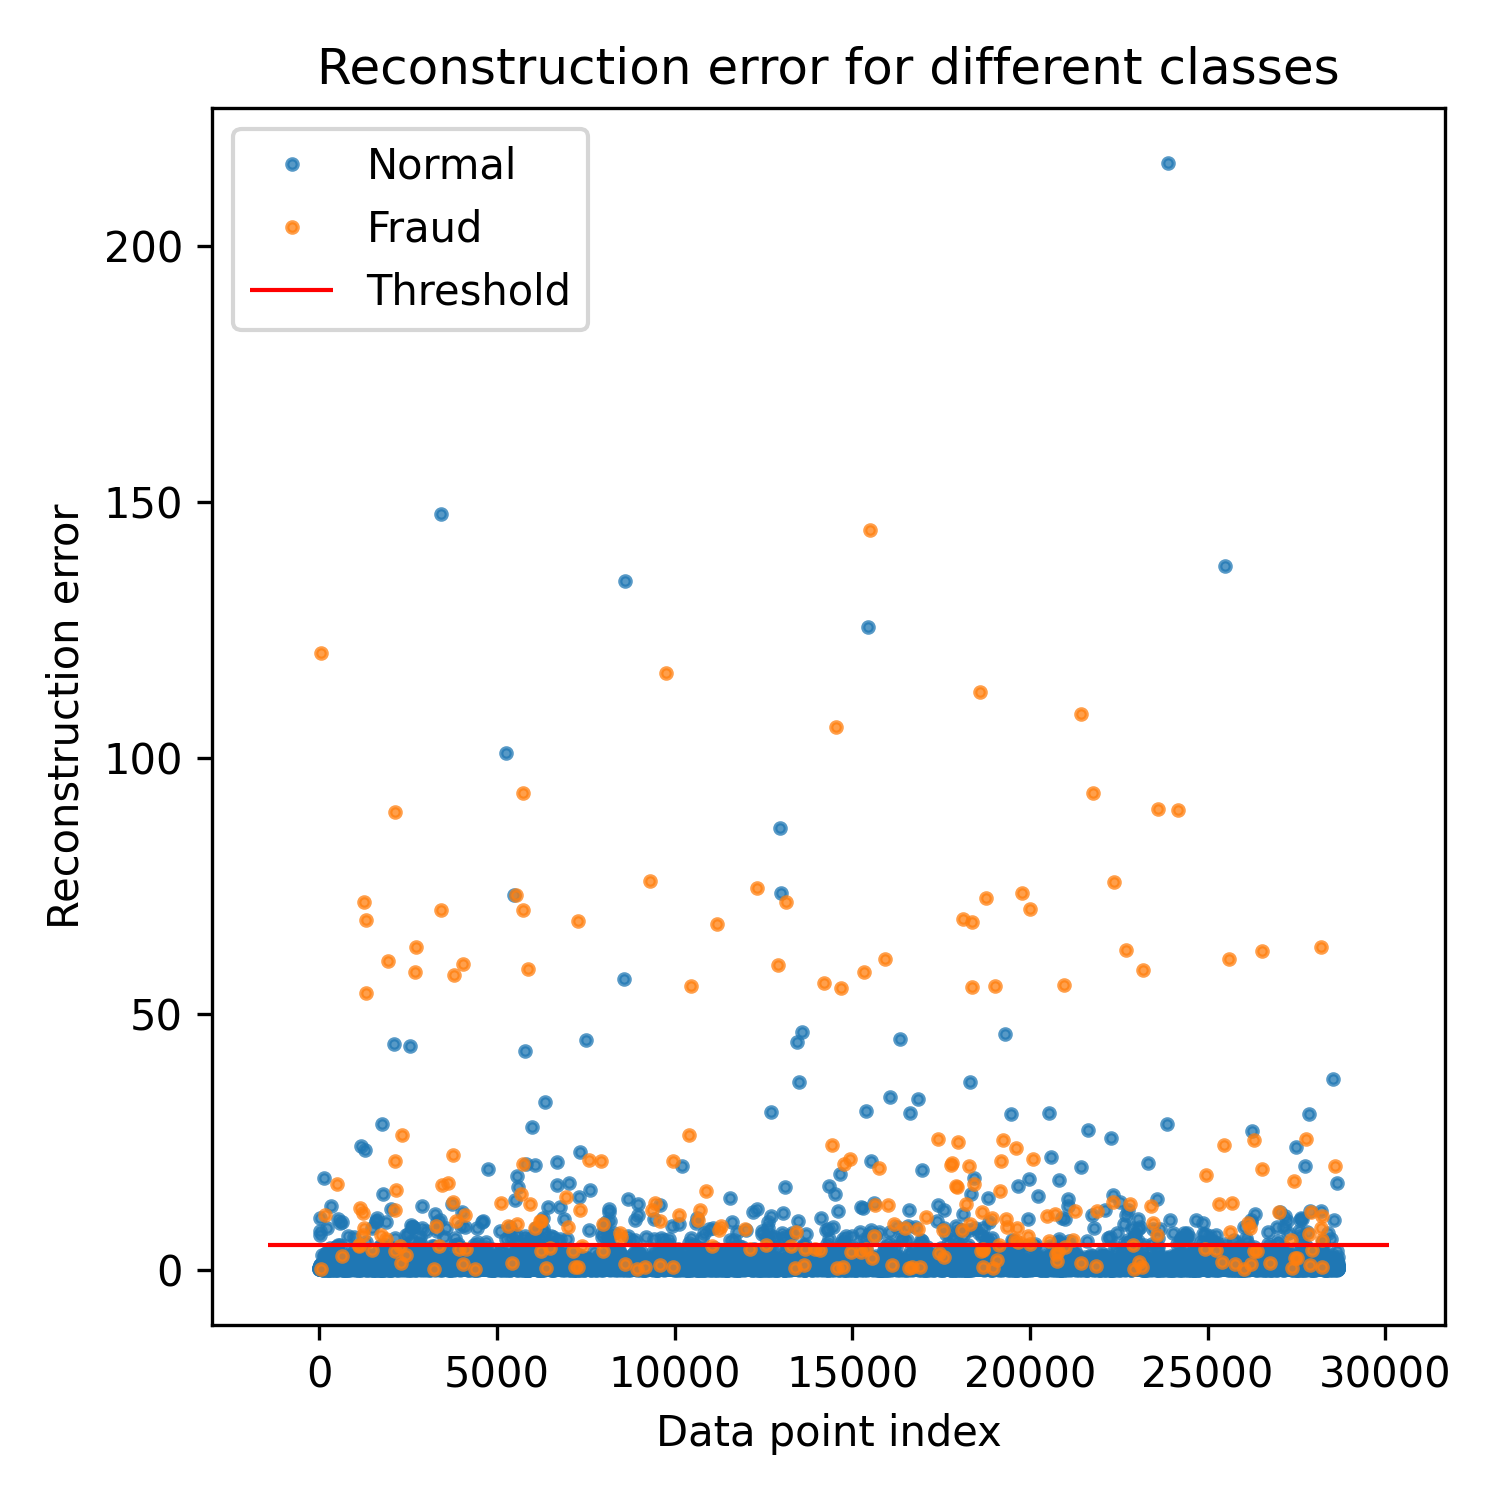 Reconstruction error for different classes
Normal
Fraud
Threshold
Reconstruction error
200
150
100
50
0
0 5000 10000 15000 20000 25000 30000
Data point index